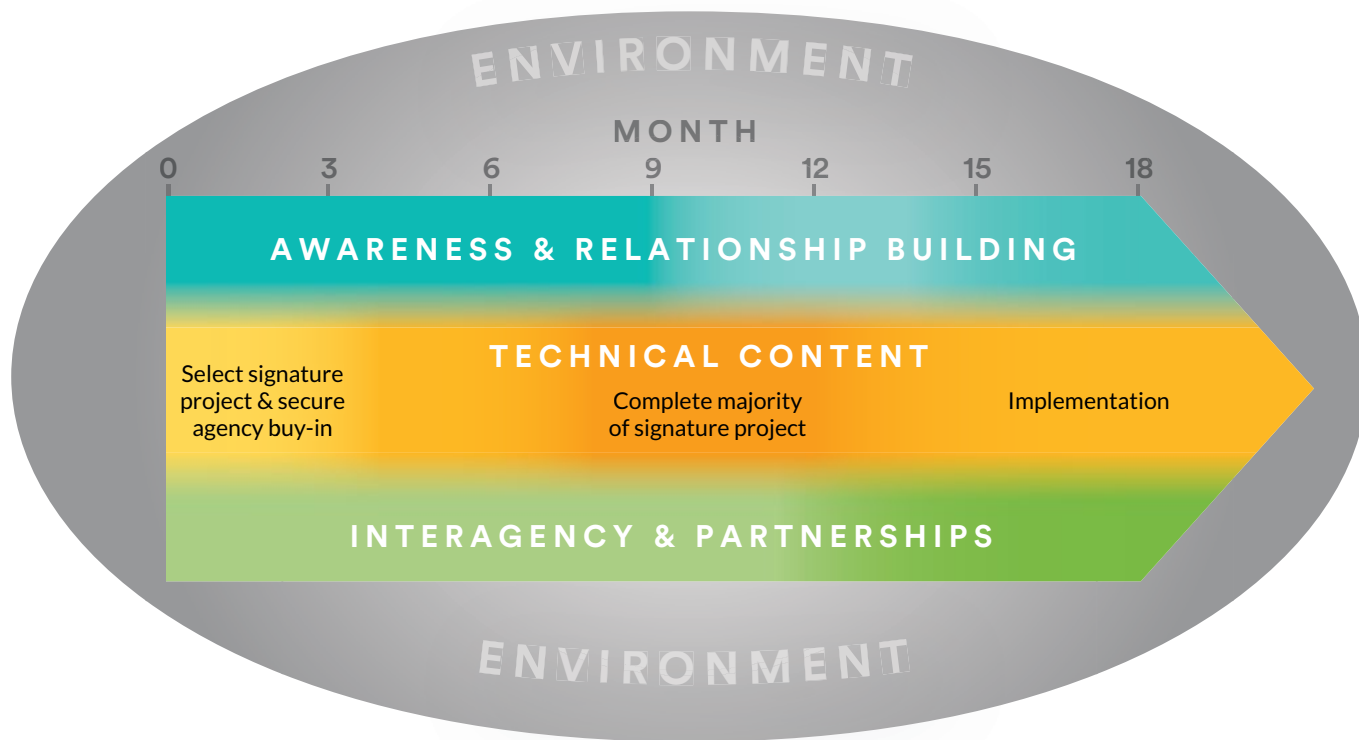 ENVIRONMENT
MONTH
0 3 6 9 12 15 18
AWARENESS & RELATIONSHIP BUILDING
TECHNICAL CONTENT
Select signature
project & secure
agency buy-in
Complete majority
of signature project
Implementation
INTERAGENCY & PARTNERSHIPS
ENVIRONMENT